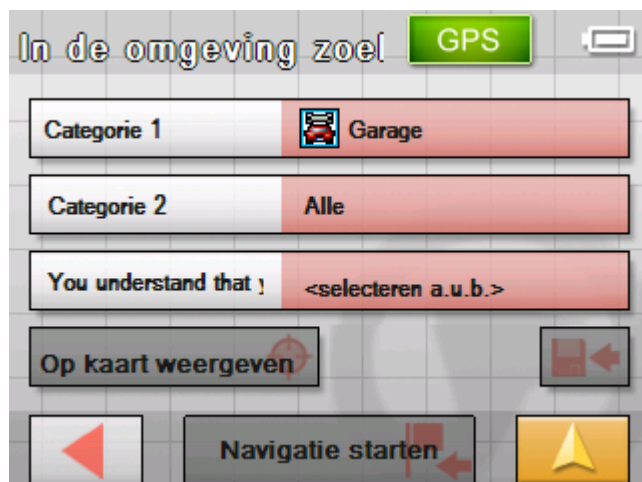 In de omgeving zoel GPS
Categorie 1 Garage
Categorie 2 Alle
You understand that <selecteren a.u.b.>
Op kaart weergeven
Navigatie starten